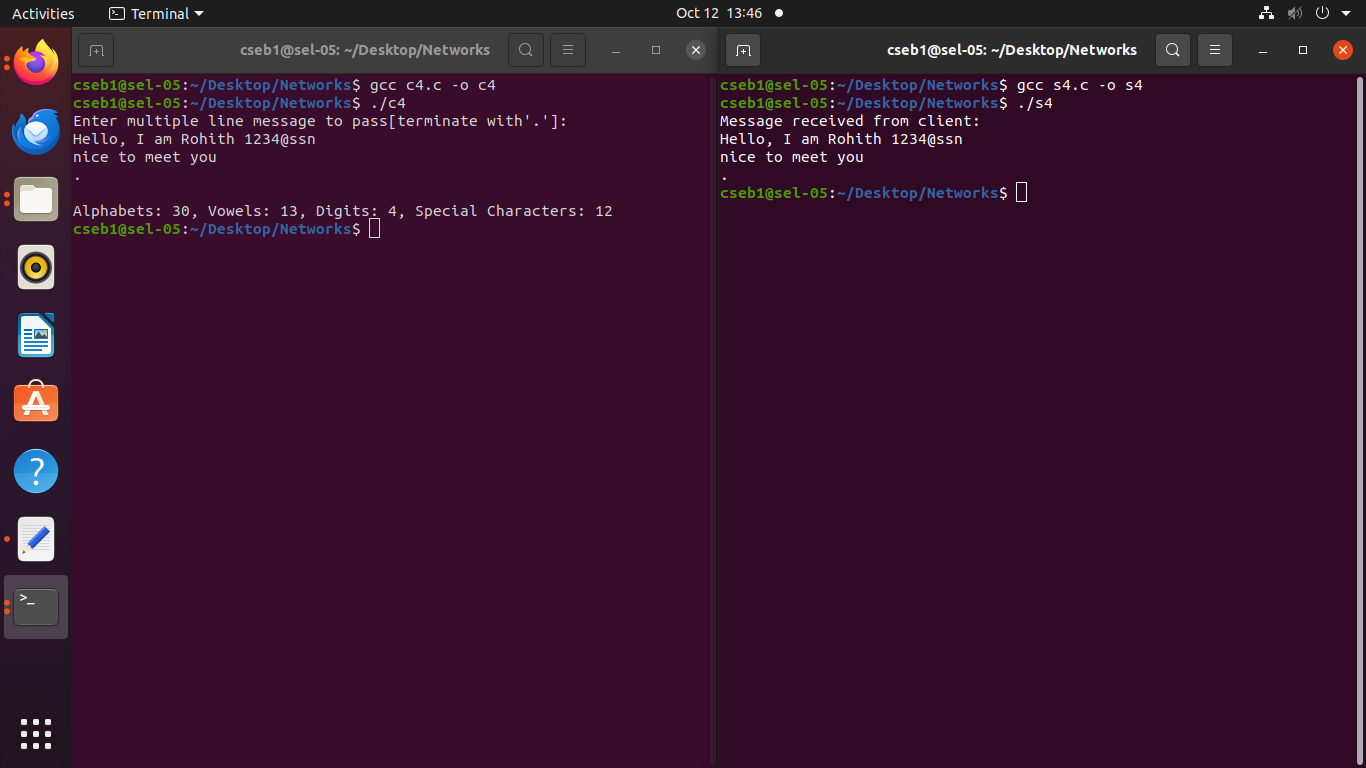 Activities Terminal Oct 12 13:46
cseb1@sel-05: ~/Desktop/Networks
cseb1@sel-05:~/Desktop/Networks$ gcc c4.c -o c4
cseb1@sel-05:~/Desktop/Networks$ ./c4
Enter multiple line message to pass[terminate with'.']:
Hello, I am Rohith 1234@ssn
nice to meet you
.
Alphabets: 30, Vowels: 13, Digits: 4, Special Characters: 12
cseb1@sel-05:~/Desktop/Networks$
cseb1@sel-05: ~/Desktop/Networks
cseb1@sel-05:~/Desktop/Networks$ gcc s4.c -o s4
cseb1@sel-05:~/Desktop/Networks$ ./s4
Message received from client:
Hello, I am Rohith 1234@ssn
nice to meet you
.
cseb1@sel-05:~/Desktop/Networks$